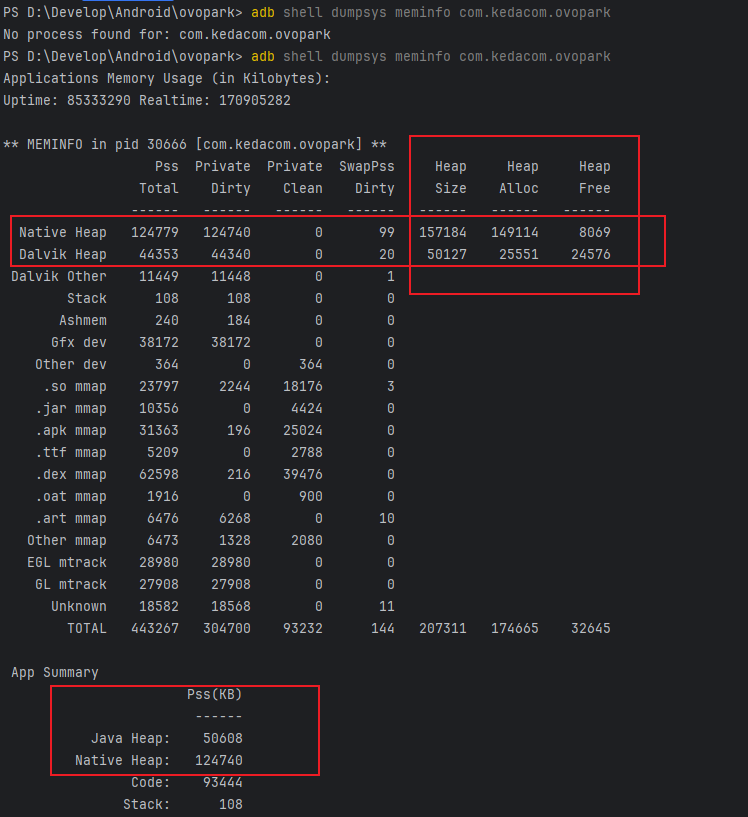 PS D:\Develop\Android\ovopark> adb shell dumpsys meminfo com.kedacom.ovopark
No process found for: com.kedacom.ovopark
PS D:\Develop\Android\ovopark> adb shell dumpsys meminfo com.kedacom.ovopark
Applications Memory Usage (in Kilobytes):
Uptime: 85333290 Realtime: 170905282
** MEMINFO in pid 30666 [com.kedacom.ovopark] **
Pss Private Private SwapPss Heap Heap Heap
Total Dirty Clean Dirty Size Alloc Free
------ ------ ------ ------ ------ ------ ------
Native Heap 124779 124740 0 99 157184 149114 8069
Dalvik Heap 44353 44340 0 20 50127 25551 24576
Dalvik Other 11449 11448 0 1
Stack 108 108 0 0
Ashmem 240 184 0 0
Gfx dev 38172 38172 0 0
Other dev 364 0 364 0
.so mmap 23797 2244 18176 3
.jar mmap 10356 0 4424 0
.apk mmap 31363 196 25024 0
.ttf mmap 5209 0 2788 0
.dex mmap 62598 216 39476 0
.oat mmap 1916 0 900 0
.art mmap 6476 6268 0 10
Other mmap 6473 1328 2080 0
EGL mtrack 28980 28980 0 0
GL mtrack 27908 27908 0 0
Unknown 18582 18568 0 11
TOTAL 443267 304700 93232 144 207311 174665 32645
App Summary
Pss(KB)
------
Java Heap: 50608
Native Heap: 124740
Code: 93444
Stack: 108